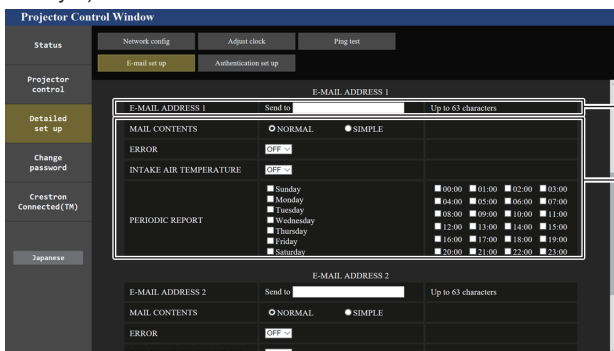 Projector Control Window
Status
Network config Adjust clock Ping test
E-mail set up Authentication set up
Projector
control
Detailed
set up
Change
password
Crestron
Connected(TM)
Japanese
E-MAIL ADDRESS 1
E-MAIL ADDRESS 1 Send to Up to 63 characters
MAIL CONTENTS NORMAL SIMPLE
ERROR OFF
INTAKE AIR TEMPERATURE OFF
PERIODIC REPORT
Sunday
Monday
Tuesday
Wednesday
Thursday
Friday
Saturday
00:00 01:00 02:00 03:00
04:00 05:00 06:00 07:00
08:00 09:00 10:00 11:00
12:00 13:00 14:00 15:00
16:00 17:00 18:00 19:00
20:00 21:00 22:00 23:00
E-MAIL ADDRESS 2
E-MAIL ADDRESS 2 Send to Up to 63 characters
MAIL CONTENTS NORMAL SIMPLE
ERROR OFF